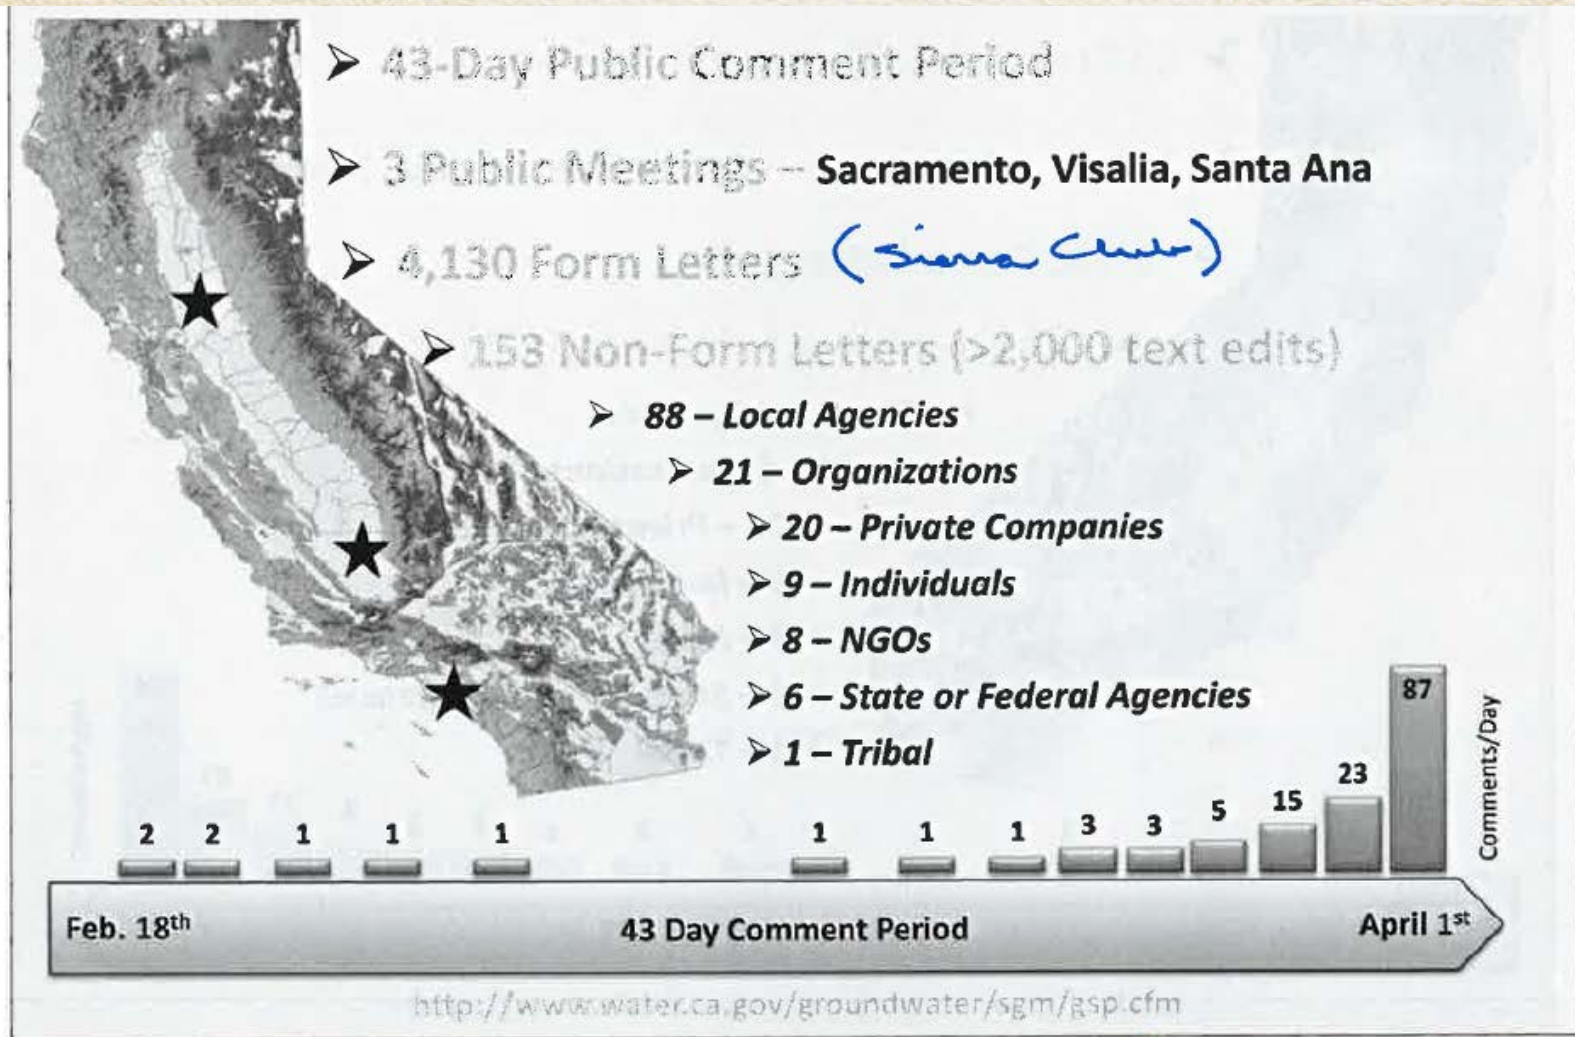 ➢ 43-Day Public Comment Period
➢ 3 Public Meetings – Sacramento, Visalia, Santa Ana
➢ 4,130 Form Letters (Sierra Club)
➢ 153 Non-Form Letters (>2,000 text edits)
➢ 88 – Local Agencies
➢ 21 – Organizations
➢ 20 – Private Companies
➢ 9 – Individuals
➢ 8 – NGOs
➢ 6 – State or Federal Agencies
➢ 1 – Tribal
2 2 1 1 1 1 1 1 3 3 5 15 23 87
Comments/Day
Feb. 18th 43 Day Comment Period April 1st
http://www.water.ca.gov/groundwater/sgm/gsp.cfm